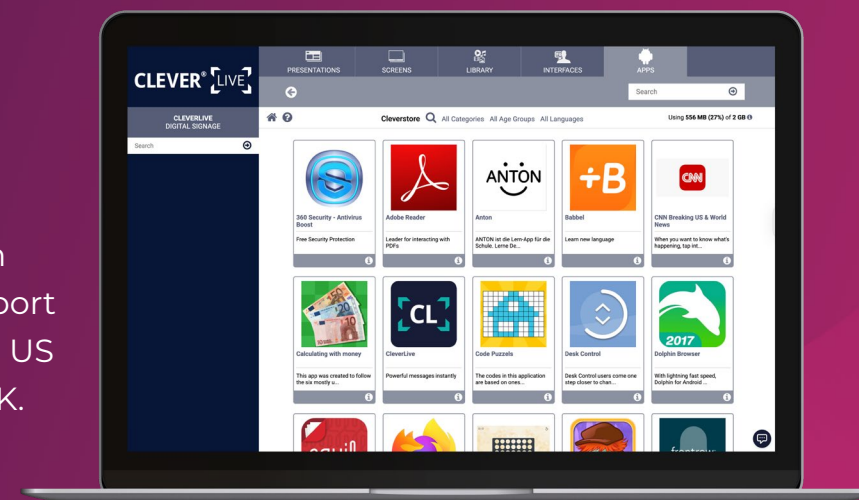 n
port
US
K.
CLEVER® [LIVE]
PRESENTATIONS SCREENS LIBRARY INTERFACES APPS
Search
CLEVERLIVE
DIGITAL SIGNAGE
Search
Cleverstore All Categories All Age Groups All Languages Using 556 MB (27%) of 2 GB
ANTON
+B
CNN
360 Security - Antivirus
Boost
Free Security Protection
Adobe Reader
Leader for interacting with
PDFs
Anton
ANTON ist die Lern-App für die
Schule. Lerne De...
Babbel
Learn new language
CNN Breaking US & World
News
When you want to know what's
happening, tap int...
[CL]
2017
Calculating with money
This app was created to follow
the six mostly u...
CleverLive
Powerful messages instantly
Code Puzzels
The codes in this application
are based on ones...
Desk Control
Desk Control users come one
step closer to chan...
Dolphin Browser
With lightning fast speed,
Dolphin for Android ...